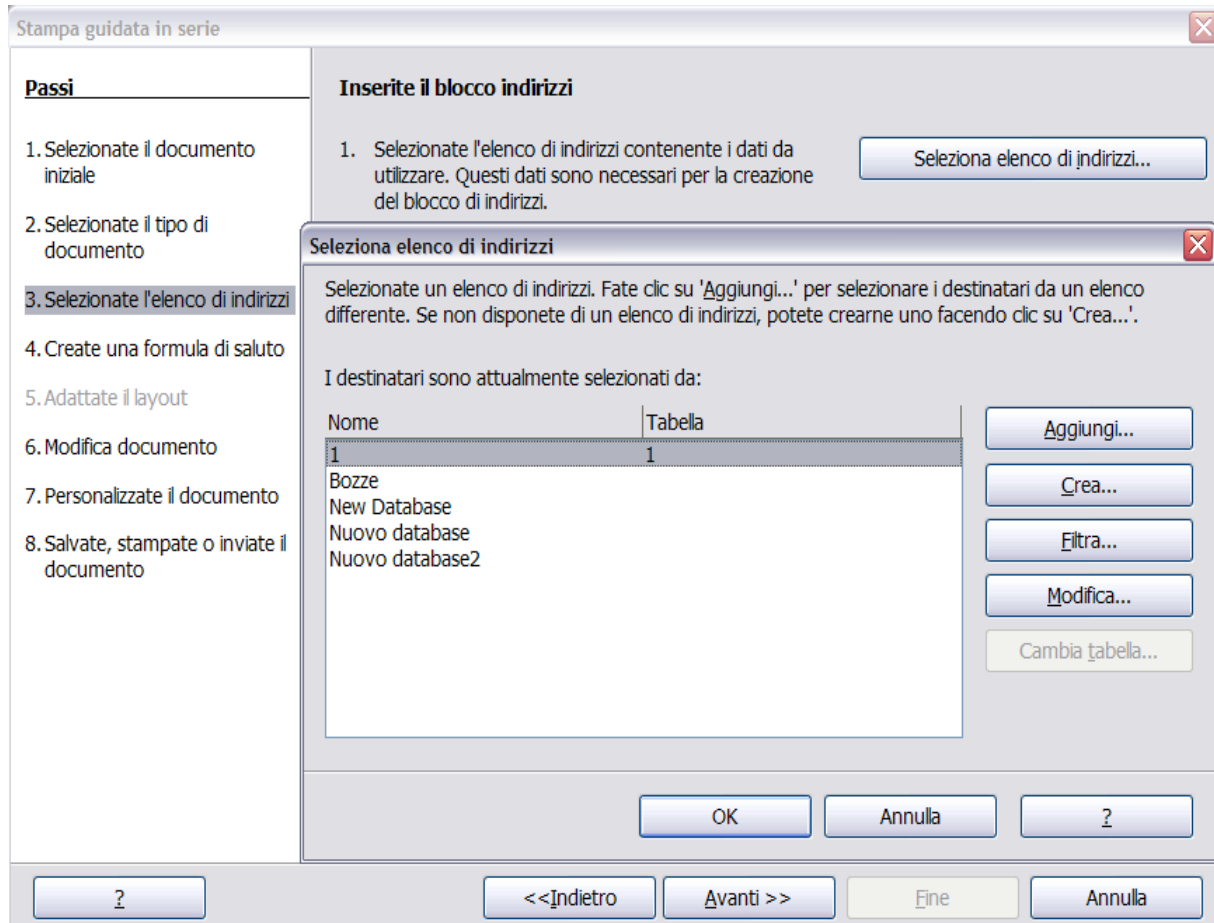 Stampa guidata in serie
Passi
1. Selezionate il documento
iniziale
2. Selezionate il tipo di
documento
3. Selezionate l'elenco di indirizzi
4. Create una formula di saluto
5. Adattate il layout
6. Modifica documento
7. Personalizzate il documento
8. Salvate, stampate o inviate il
documento
Inserite il blocco indirizzi
1. Selezionate l'elenco di indirizzi contenente i dati da
utilizzare. Questi dati sono necessari per la creazione
del blocco di indirizzi.
Seleziona elenco di indirizzi...
Seleziona elenco di indirizzi
Selezionate un elenco di indirizzi. Fate clic su 'Aggiungi...' per selezionare i destinatari da un elenco
differente. Se non disponete di un elenco di indirizzi, potete crearne uno facendo clic su 'Crea...'.
I destinatari sono attualmente selezionati da:
Nome Tabella
1 1
Bozze
New Database
Nuovo database
Nuovo database2
Aggiungi...
Crea...
Filtra...
Modifica...
Cambia tabella...
OK Annulla ?
? <<Indietro Avanti >> Fine Annulla